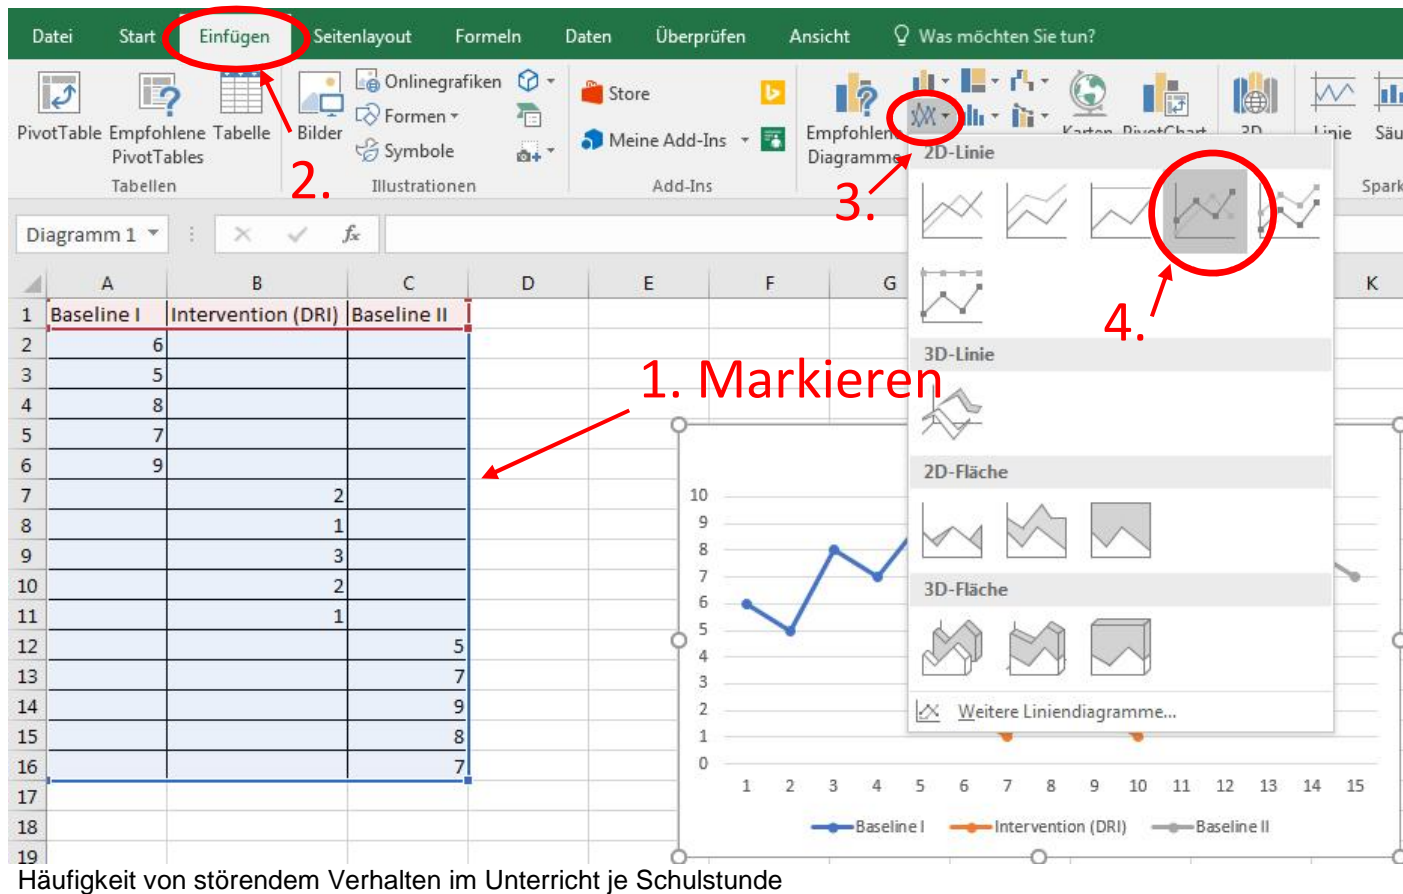 Datei Start Einfügen Seitenlayout Formeln Daten Überprüfen Ansicht Was möchten Sie tun?
PivotTable Empfohlene PivotTables Tabelle
Tabellen
Bilder Onlinegrafiken
Formen
Symbole
Illustrationen
Store
Meine Add-Ins
Add-Ins
Empfohlene Diagramme
2.
3.
2D-Linie
3D-Linie
2D-Fläche
3D-Fläche
Weitere Liniendiagramme...
4.
Diagramm 1 fx
A B C D E F G K
1 Baseline I Intervention (DRI) Baseline II
2 6
3 5
4 8
5 7
6 9
7 2
8 1
9 3
10 2
11 1
12 5
13 7
14 9
15 8
16 7
17
18
19
1. Markieren
10
9
8
7
6
5
4
3
2
1
0
1 2 3 4 5 6 7 8 9 10 11 12 13 14 15
Baseline I Intervention (DRI) Baseline II
Häufigkeit von störendem Verhalten im Unterricht je Schulstunde